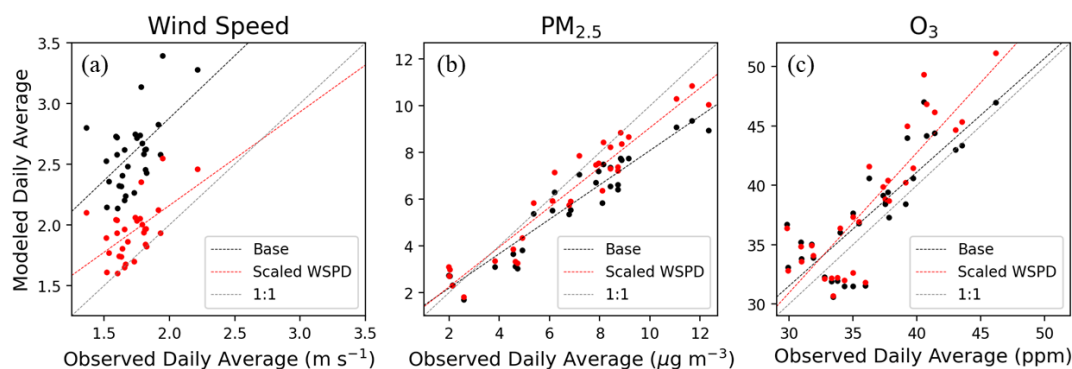 Wind Speed
(a)
Modeled Daily Average
3.5
3.0
2.5
2.0
1.5
Base
Scaled WSPD
1:1
1.5 2.0 2.5 3.0 3.5
Observed Daily Average (m s⁻¹)
PM₂.₅
(b)
12
10
8
6
4
2
Base
Scaled WSPD
1:1
2 4 6 8 10 12
Observed Daily Average (μg m⁻³)
O₃
(c)
50
45
40
35
30
Base
Scaled WSPD
1:1
30 35 40 45 50
Observed Daily Average (ppm)